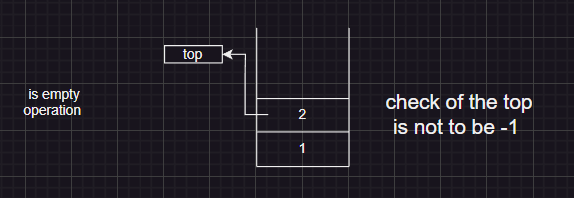 top
is empty
operation
2
check of the top
is not to be -1
1